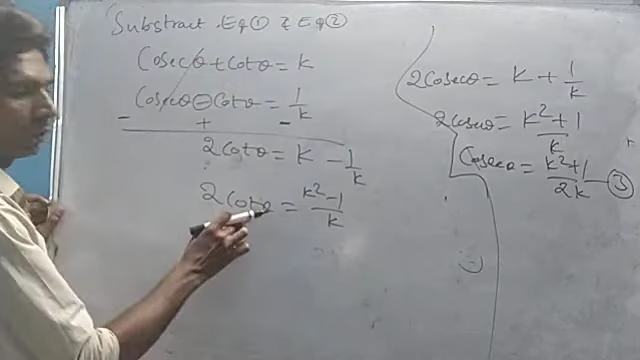 Substract Eq① & Eq②
Cosecθ + Cotθ = k
Cosecθ - Cotθ = 1/k
- + -
2Cotθ = k - 1/k
2Cotθ = k²-1/k
2Cosecθ = k + 1/k
2Cosecθ = k²+1/k
Cosecθ = k²+1/2k -③